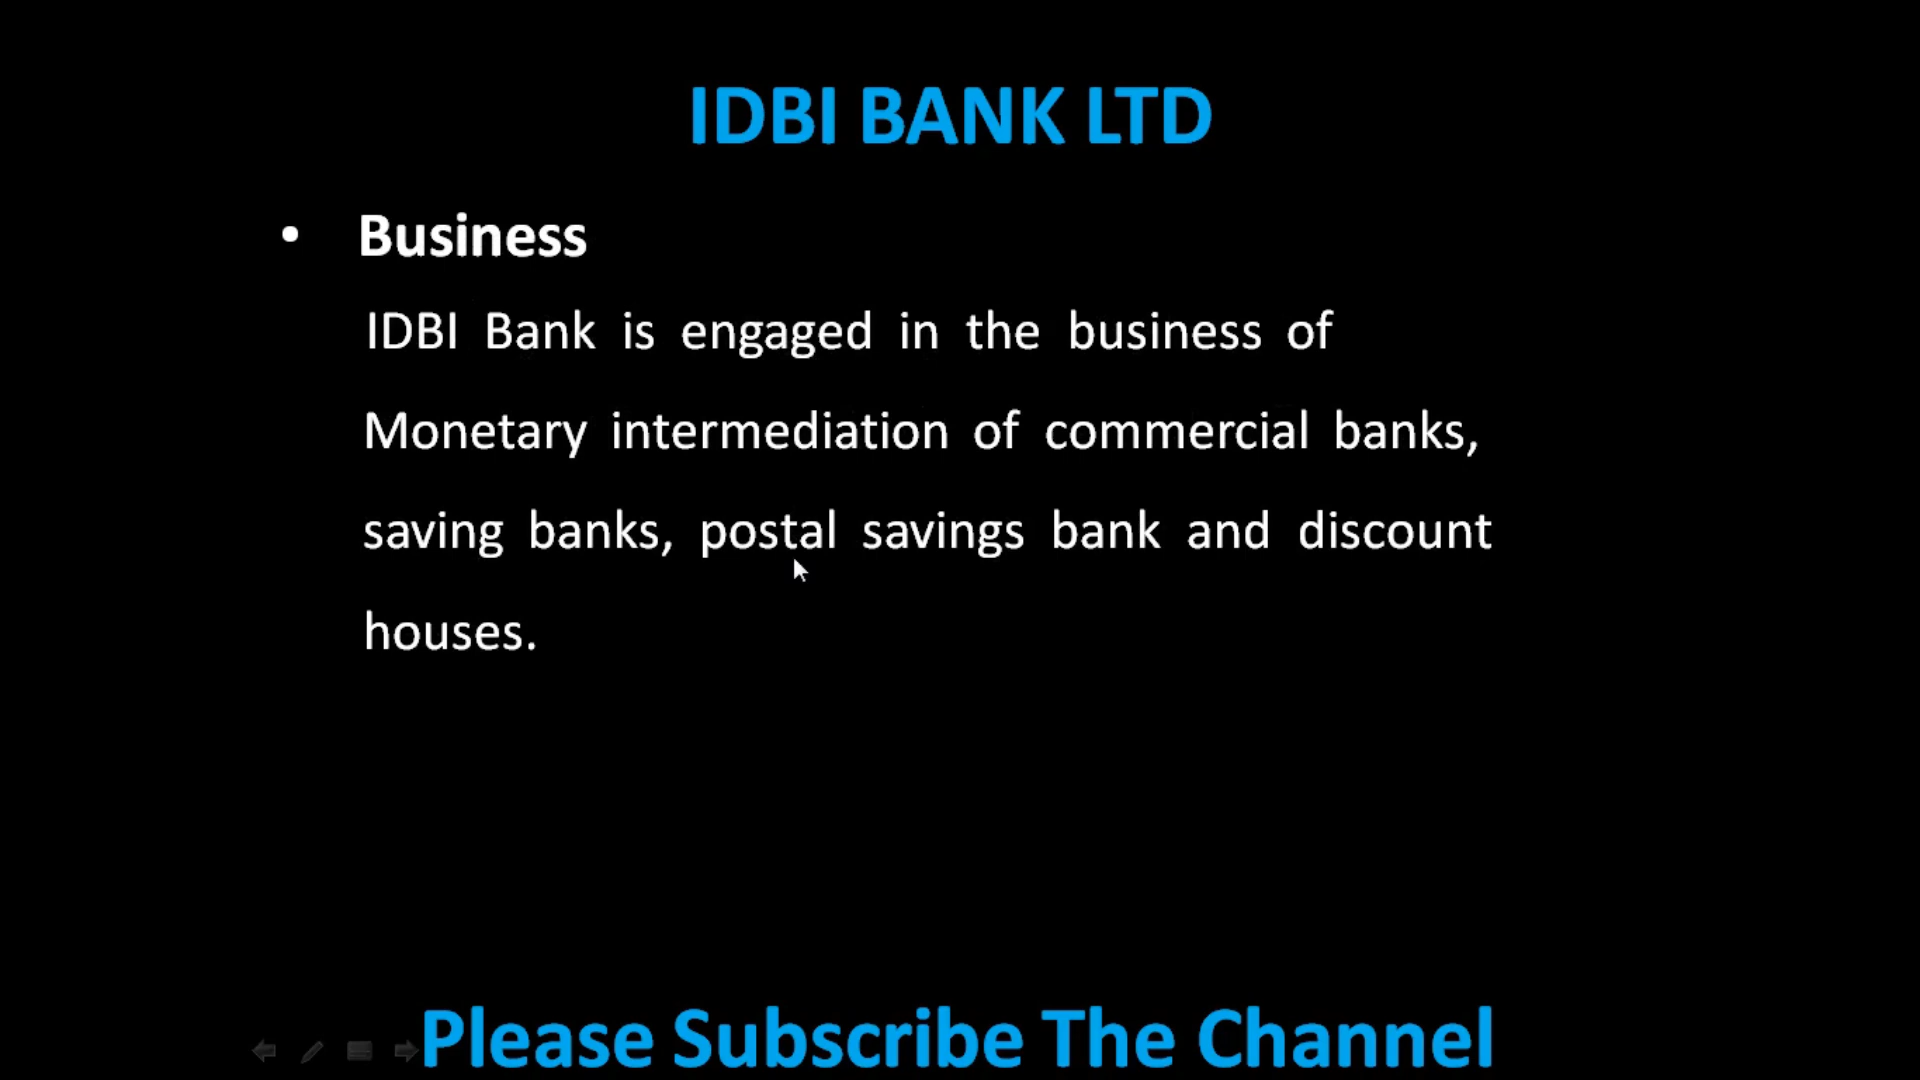 IDBI BANK LTD
• Business
IDBI Bank is engaged in the business of
Monetary intermediation of commercial banks,
saving banks, postal savings bank and discount
houses.
Please Subscribe The Channel